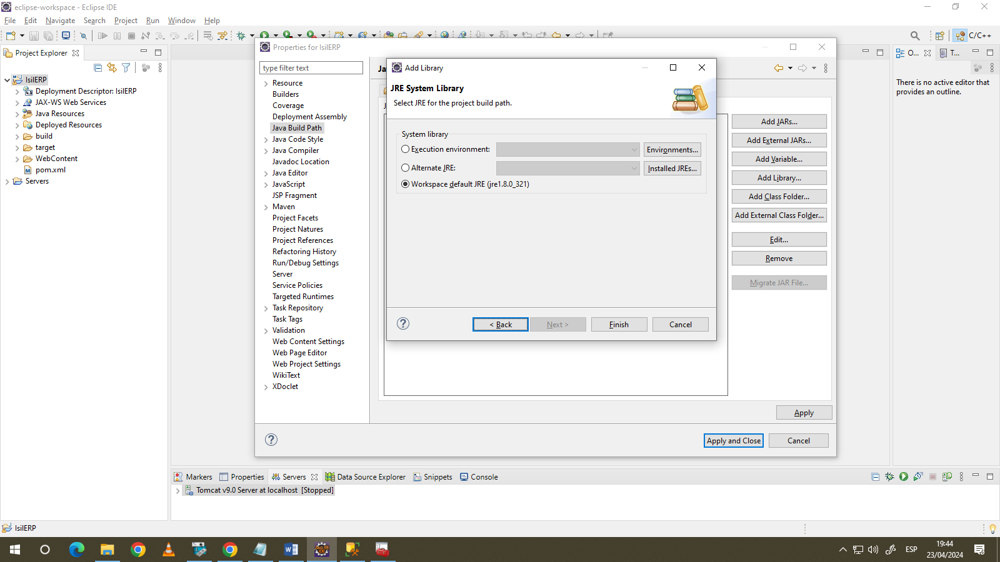 eclipse-workspace - Eclipse IDE
File Edit Navigate Search Project Run Window Help
C/C++
Project Explorer
IsilERP
Deployment Descriptor: IsilERP
JAX-WS Web Services
Java Resources
Deployed Resources
build
target
WebContent
pom.xml
Servers
Properties for IsilERP
type filter text
Resource
Builders
Coverage
Deployment Assembly
Java Build Path
Java Code Style
Java Compiler
Javadoc Location
Java Editor
JavaScript
JSP Fragment
Maven
Project Facets
Project Natures
Project References
Refactoring History
Run/Debug Settings
Server
Service Policies
Targeted Runtimes
Task Repository
Task Tags
Validation
Web Content Settings
Web Page Editor
Web Project Settings
WikiText
XDoclet
Add Library
JRE System Library
Select JRE for the project build path.
System library
Execution environment:
Environments...
Alternate JRE:
Installed JREs...
Workspace default JRE (jre1.8.0_321)
< Back
Next >
Finish
Cancel
Add JARs...
Add External JARs...
Add Variable...
Add Library...
Add Class Folder...
Add External Class Folder...
Edit...
Remove
Migrate JAR File...
Apply
Apply and Close
Cancel
O...
T...
There is no active editor that
provides an outline.
Markers Properties Servers Data Source Explorer Snippets Console
Tomcat v9.0 Server at localhost [Stopped]
IsilERP
ESP
19:44
23/04/2024